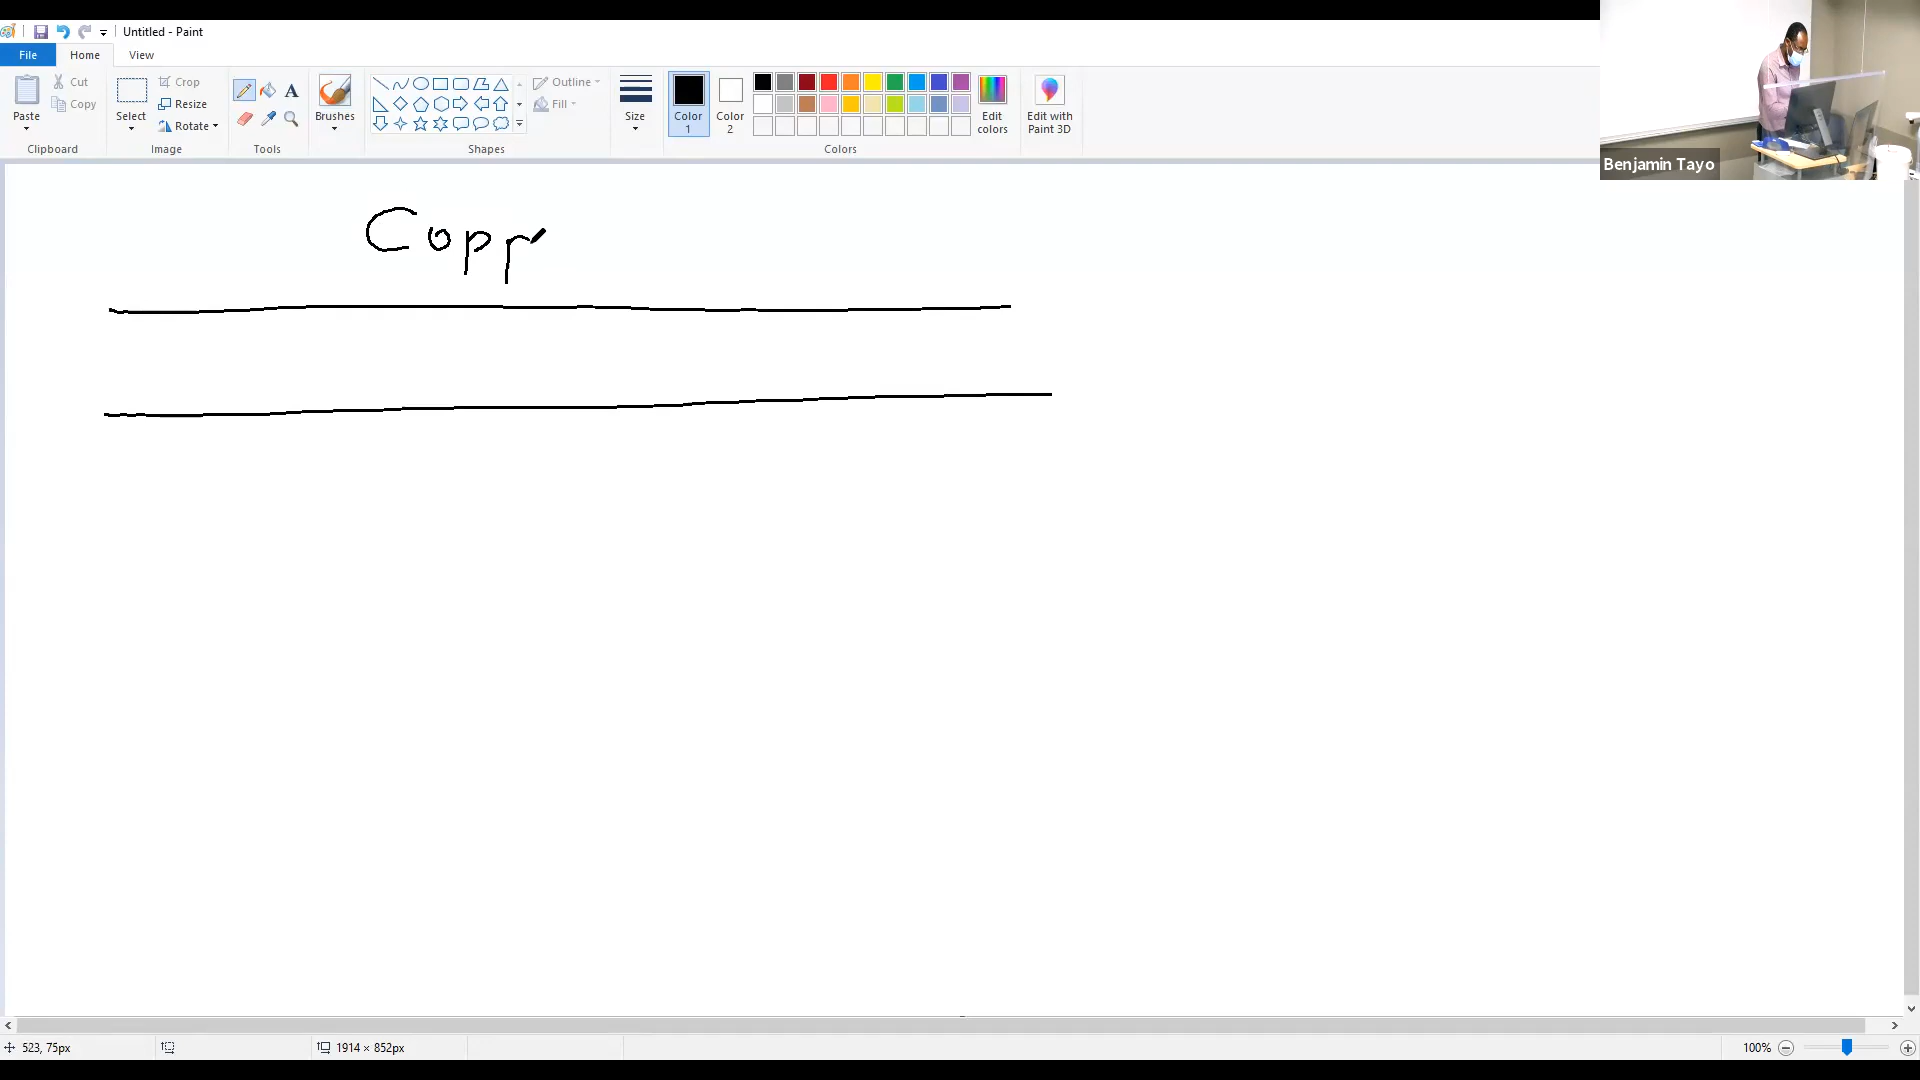 Untitled - Paint
File Home View
Paste
Cut
Copy
Clipboard
Select
Crop
Resize
Rotate
Image
Tools
Brushes
Shapes
Outline
Fill
Size
Color 1
Color 2
Colors
Edit colors
Edit with Paint 3D
Benjamin Tayo
Copp
523, 75px
1914 × 852px
100%